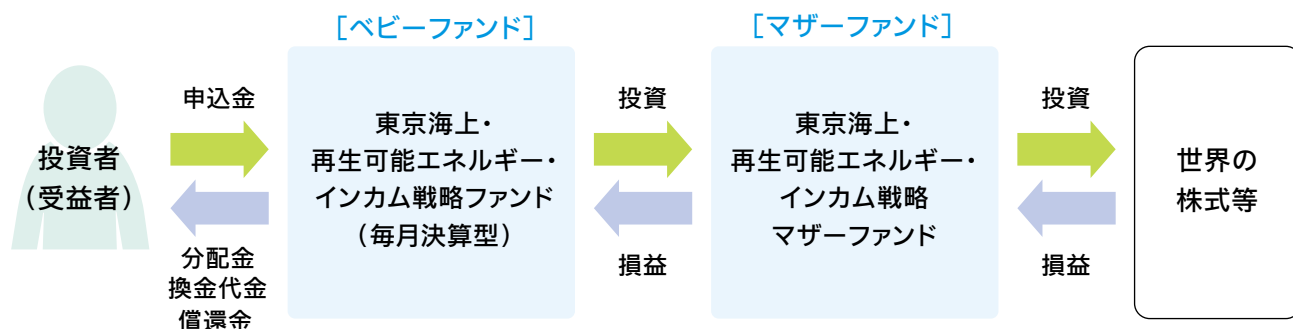 ［ベビーファンド］
［マザーファンド］
投資者
（受益者）
申込金
分配金
換金代金
償還金
東京海上・
再生可能エネルギー・
インカム戦略ファンド
（毎月決算型）
投資
損益
東京海上・
再生可能エネルギー・
インカム戦略
マザーファンド
投資
損益
世界の
株式等